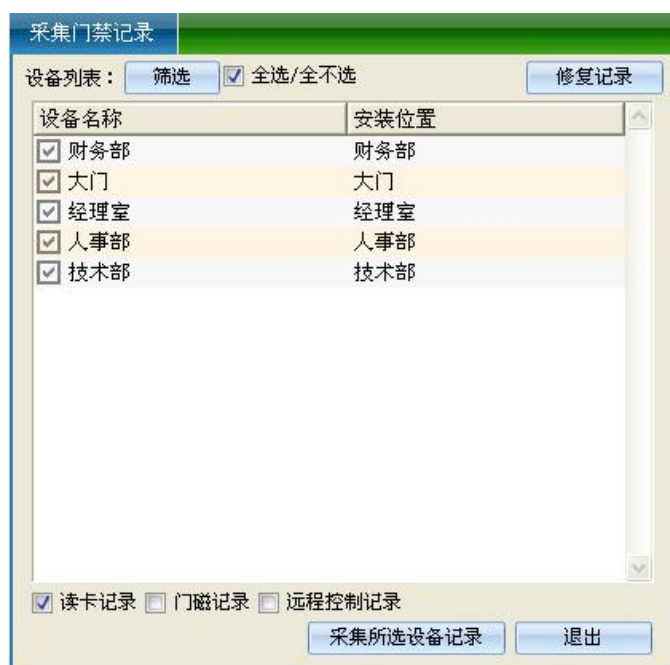 采集门禁记录
设备列表： 筛选 全选/全不选 修复记录
设备名称 安装位置
财务部 财务部
大门 大门
经理室 经理室
人事部 人事部
技术部 技术部
读卡记录 门磁记录 远程控制记录
采集所选设备记录 退出